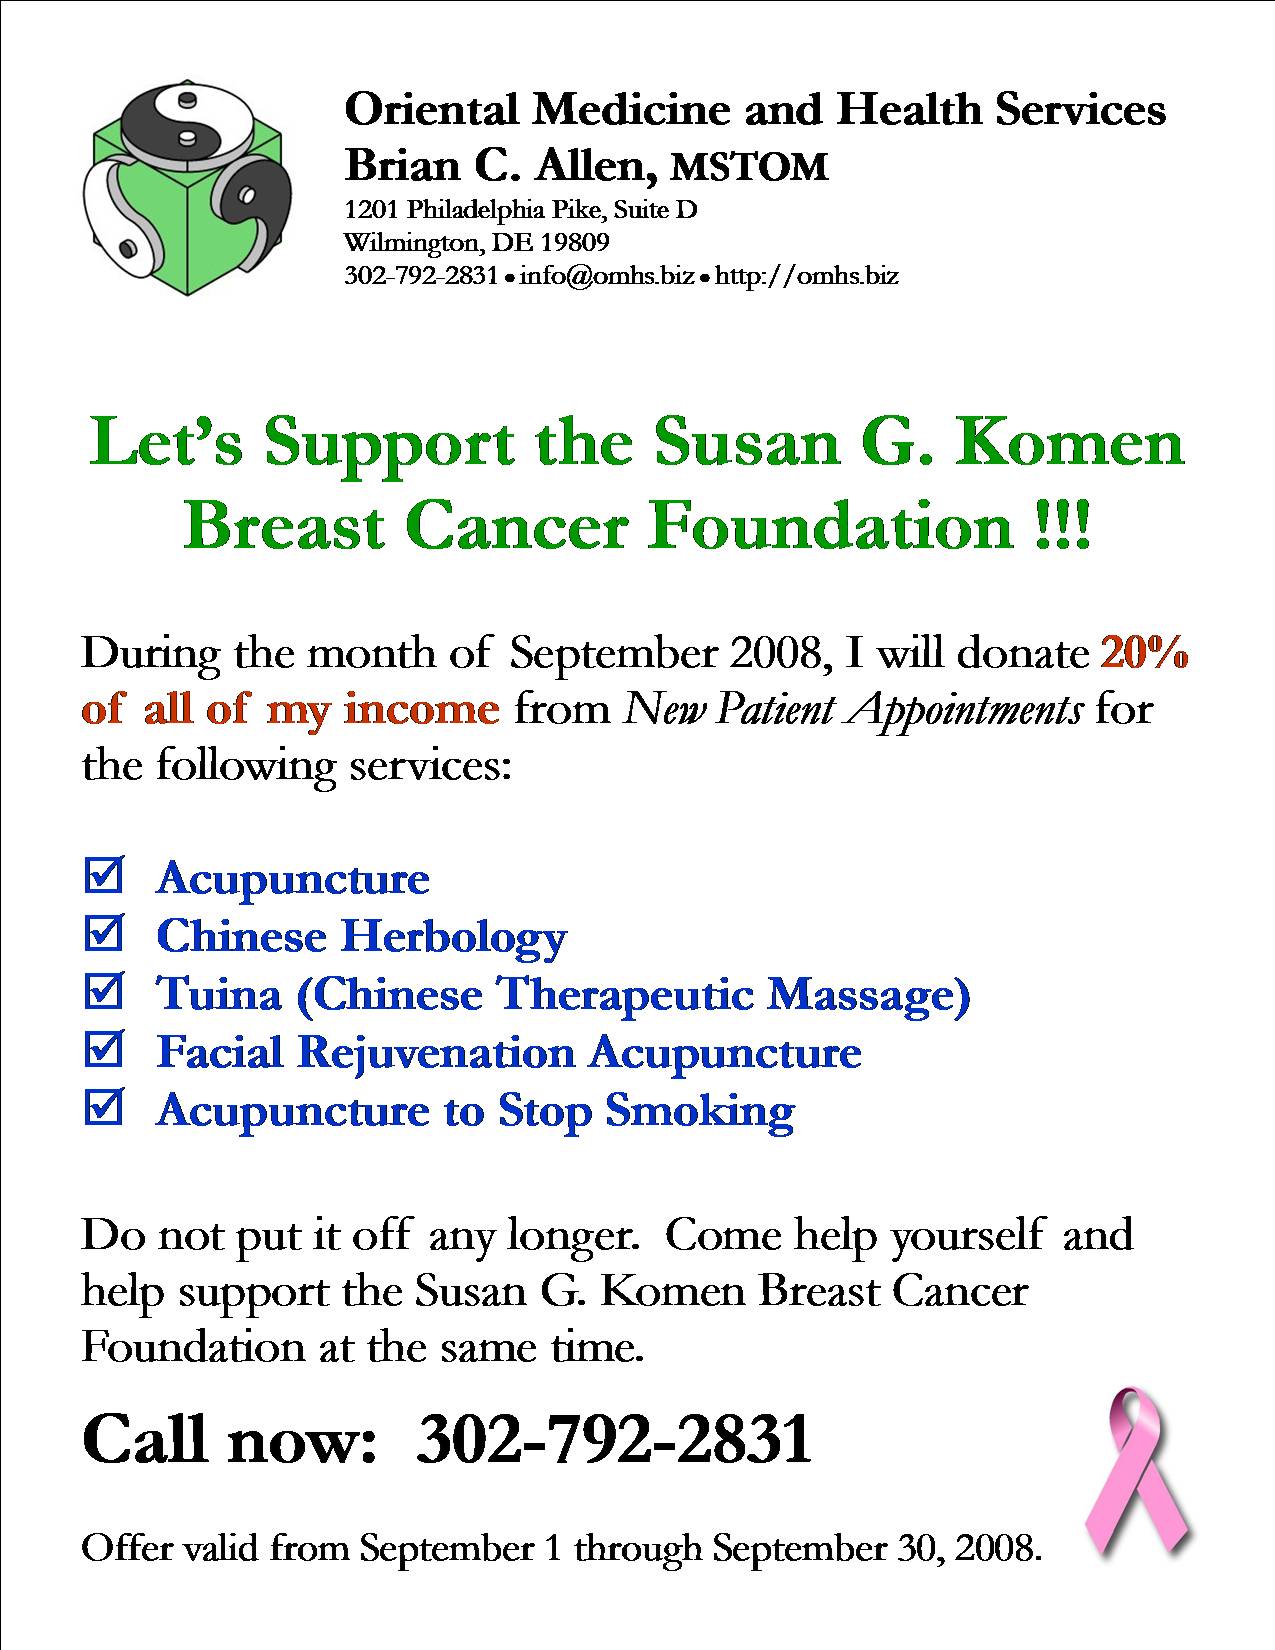 Oriental Medicine and Health Services
Brian C. Allen, MSTOM
1201 Philadelphia Pike, Suite D
Wilmington, DE 19809
302-792-2831 • info@omhs.biz • http://omhs.biz
Let's Support the Susan G. Komen
Breast Cancer Foundation !!!
During the month of September 2008, I will donate 20%
of all of my income from New Patient Appointments for
the following services:
☑ Acupuncture
☑ Chinese Herbology
☑ Tuina (Chinese Therapeutic Massage)
☑ Facial Rejuvenation Acupuncture
☑ Acupuncture to Stop Smoking
Do not put it off any longer. Come help yourself and
help support the Susan G. Komen Breast Cancer
Foundation at the same time.
Call now: 302-792-2831
Offer valid from September 1 through September 30, 2008.